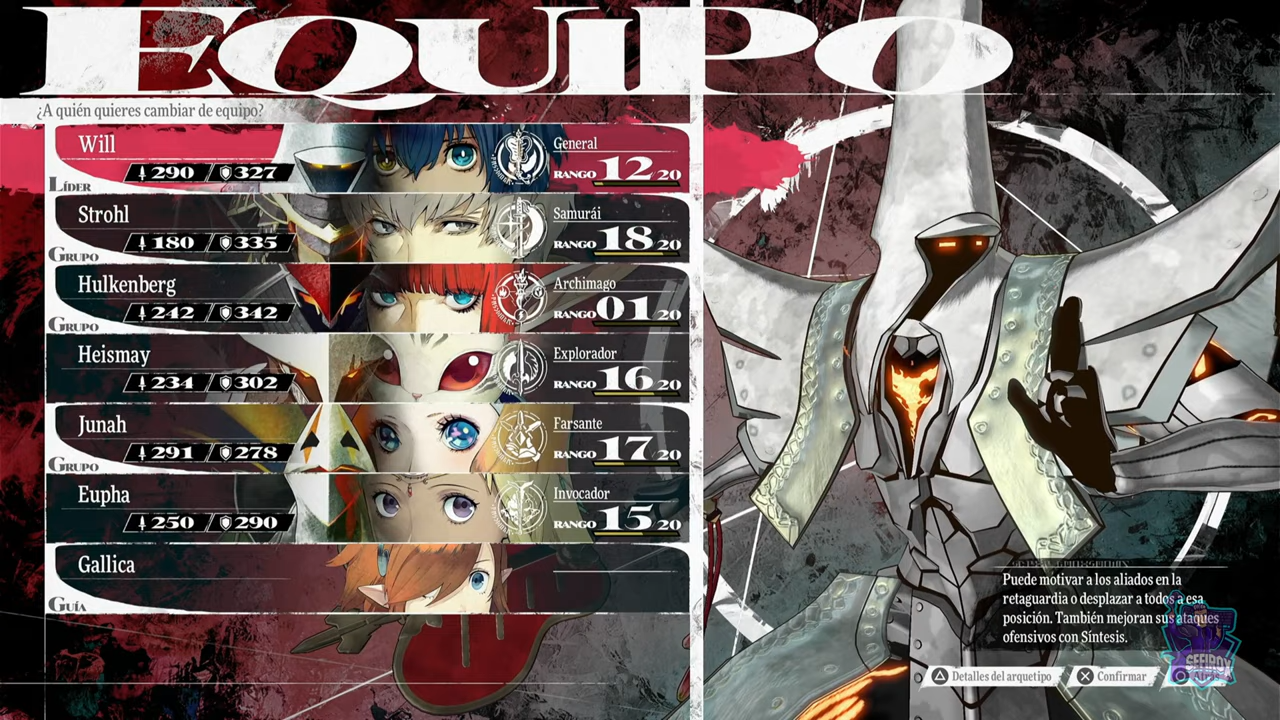 EQUIPO
¿A quién quieres cambiar de equipo?
Will
290 327
LÍDER
General
RANGO 12/20
Strohl
180 335
GRUPO
Samurái
RANGO 18/20
Hulkenberg
242 342
GRUPO
Archimago
RANGO 01/20
Heismay
234 302
Explorador
RANGO 16/20
Junah
291 278
GRUPO
Farsante
RANGO 17/20
Eupha
250 290
Invocador
RANGO 15/20
Gallica
GUÍA
Puede motivar a los aliados en la
retaguardia o desplazar a todos a esa
posición. También mejoran sus ataques
ofensivos con Síntesis.
Detalles del arquetipo
Confirmar
Atrás